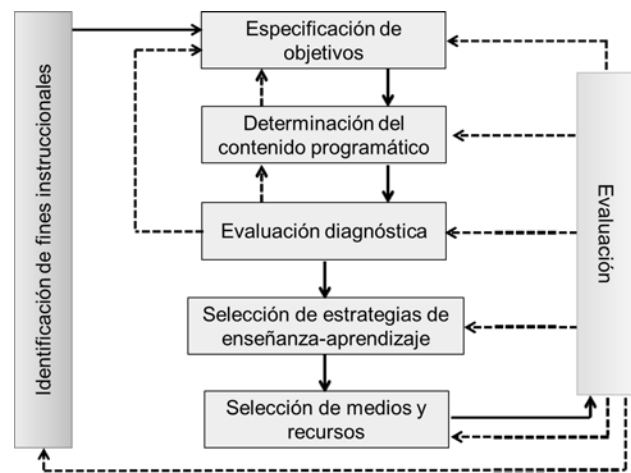 Identificación de fines instruccionales
Especificación de
objetivos
Determinación del
contenido programático
Evaluación diagnóstica
Selección de estrategias de
enseñanza-aprendizaje
Selección de medios y
recursos
Evaluación